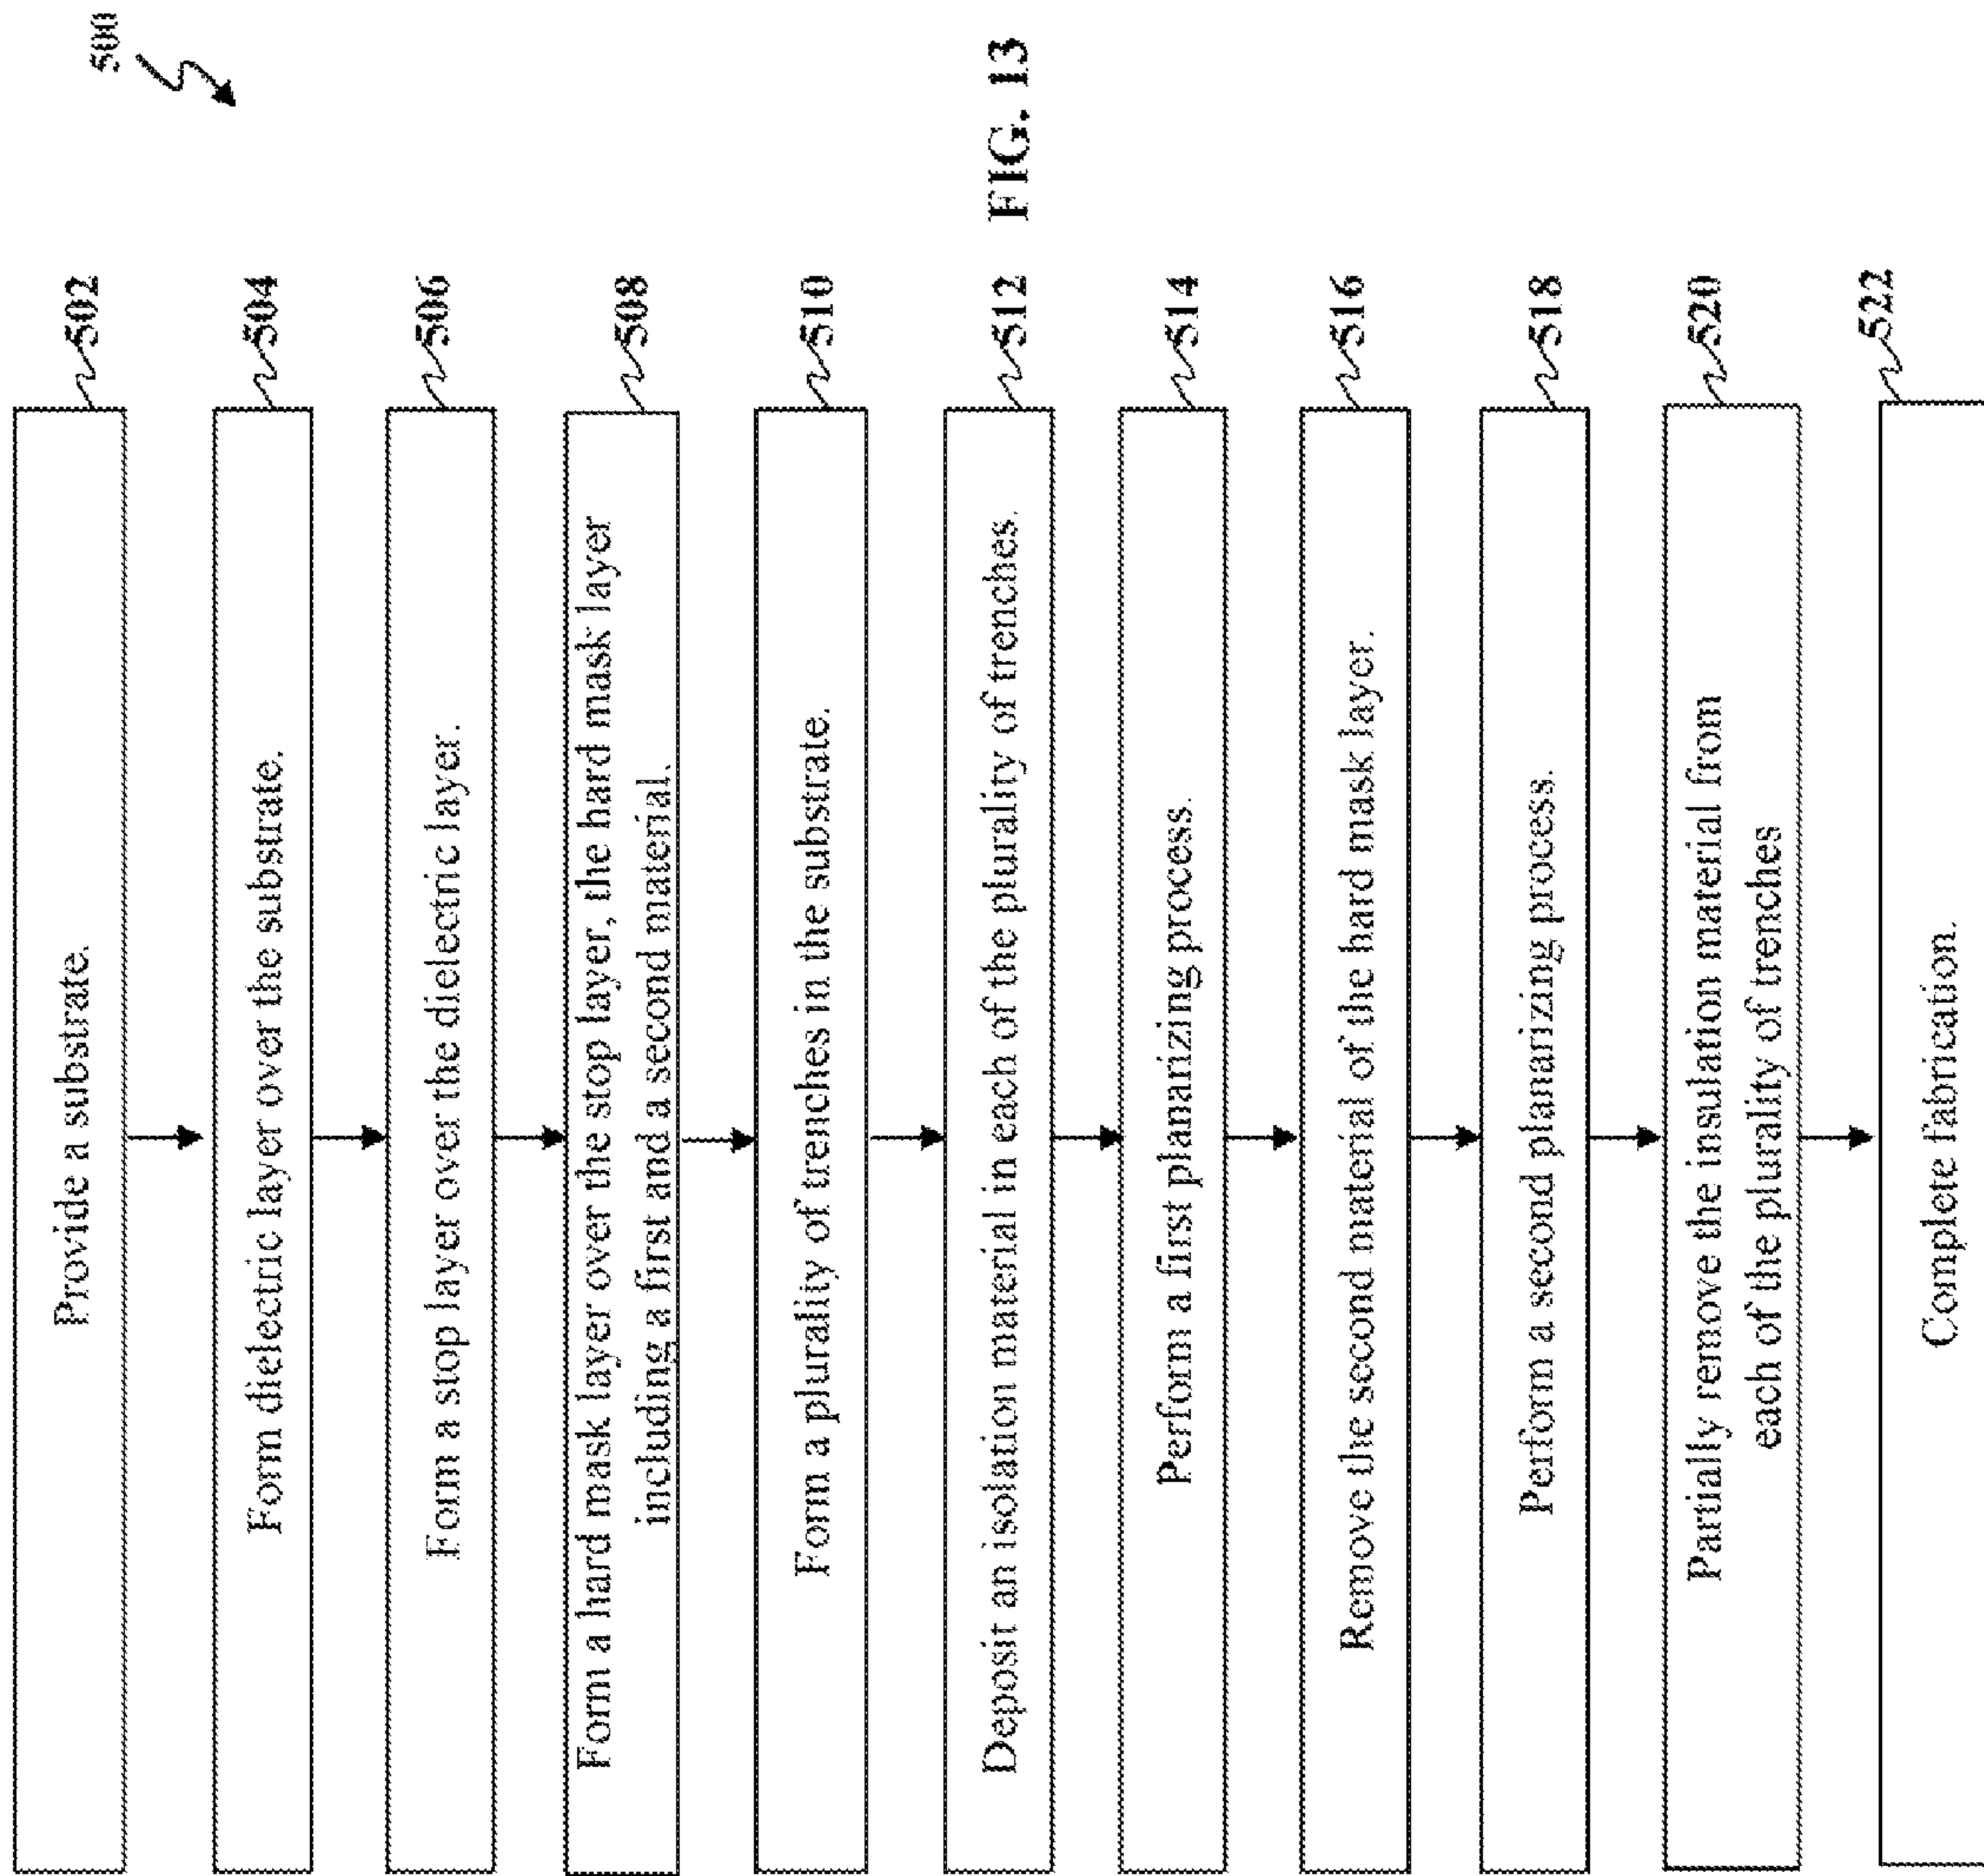 500
Provide a substrate.
502
Form dielectric layer over the substrate.
504
Form a stop layer over the dielectric layer.
506
Form a hard mask layer over the stop layer, the hard mask layer
including a first and a second material.
508
Form a plurality of trenches in the substrate.
510
Deposit an isolation material in each of the plurality of trenches.
512
Perform a first planarizing process.
514
Remove the second material of the hard mask layer.
516
Perform a second planarizing process.
518
Partially remove the insulation material from
each of the plurality of trenches
520
Complete fabrication.
522
FIG. 13